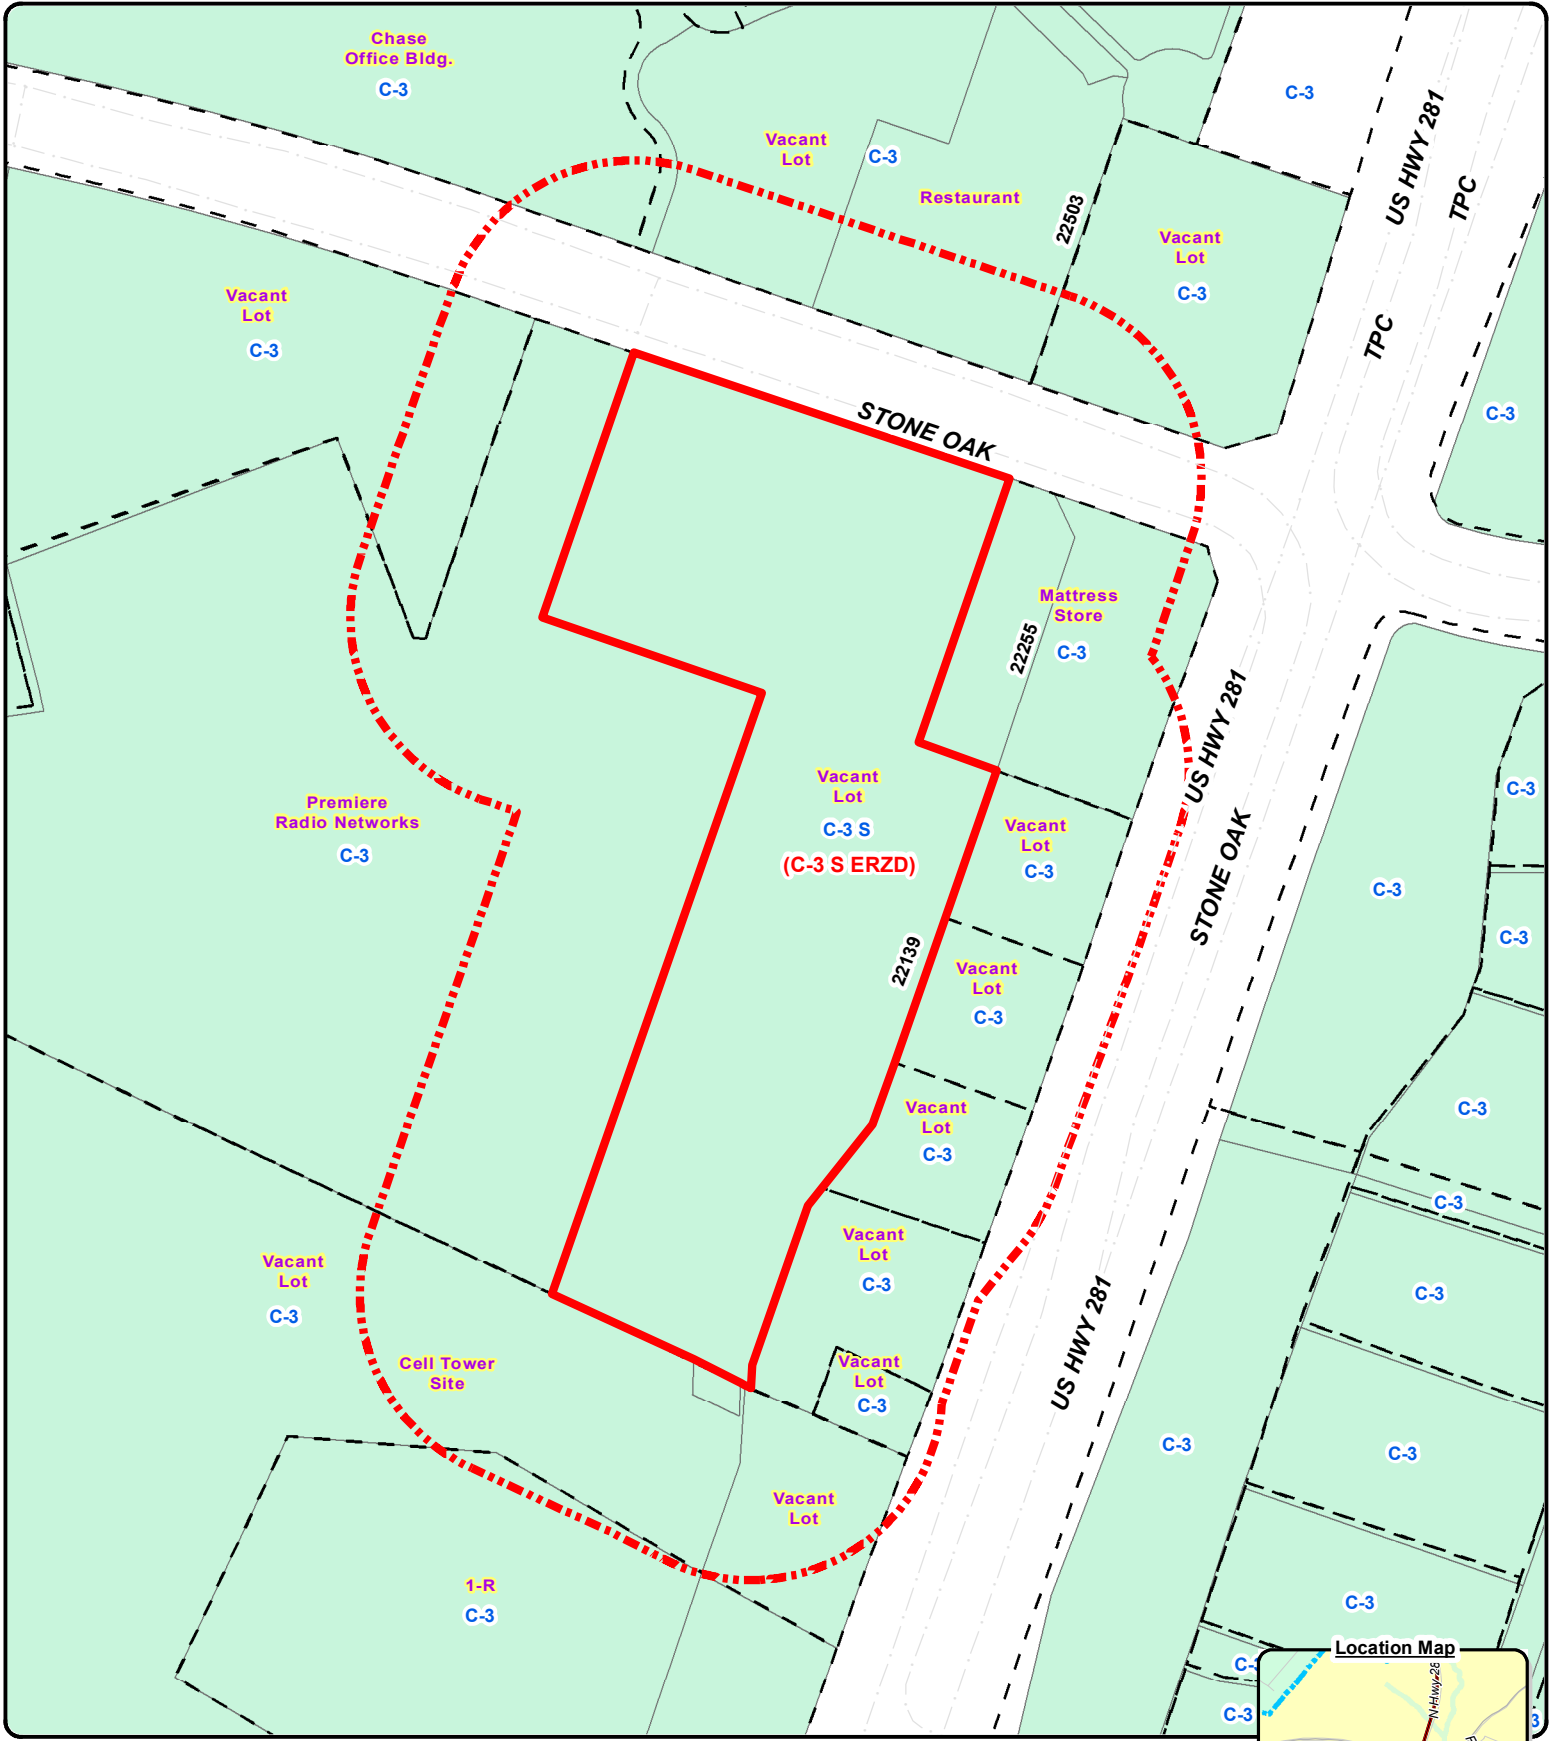 Chase
Office Bldg.
C-3
C-3
US HWY 281
TPC
Vacant
Lot
C-3
Restaurant
22503
Vacant
Lot
C-3
Vacant
Lot
C-3
TPC
C-3
STONE OAK
Mattress
Store
C-3
22255
US HWY 281
Premiere
Radio Networks
C-3
Vacant
Lot
C-3 S
(C-3 S ERZD)
Vacant
Lot
C-3
C-3
STONE OAK
C-3
C-3
22139
Vacant
Lot
C-3
Vacant
Lot
C-3
C-3
C-3
Vacant
Lot
C-3
Vacant
Lot
C-3
C-3
US HWY 281
Cell Tower
Site
Vacant
Lot
C-3
C-3
C-3
Vacant
Lot
1-R
C-3
C-3
Location Map
C-3
N Hwy 28
C-3
3